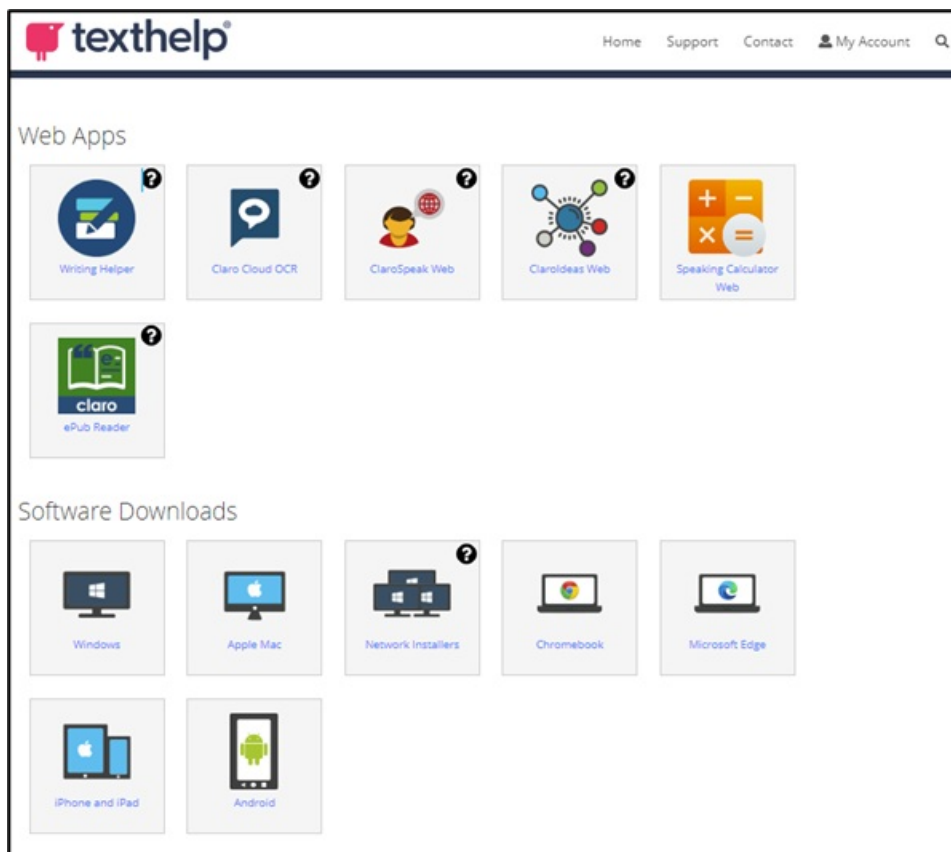 texthelp®
Home Support Contact My Account
Web Apps
? ? ? ?
Writing Helper Claro Cloud OCR ClaroSpeak Web ClaroIdeas Web Speaking Calculator
Web
?
claro
ePub Reader
Software Downloads
?
Windows Apple Mac Network Installers Chromebook Microsoft Edge
iPhone and iPad Android